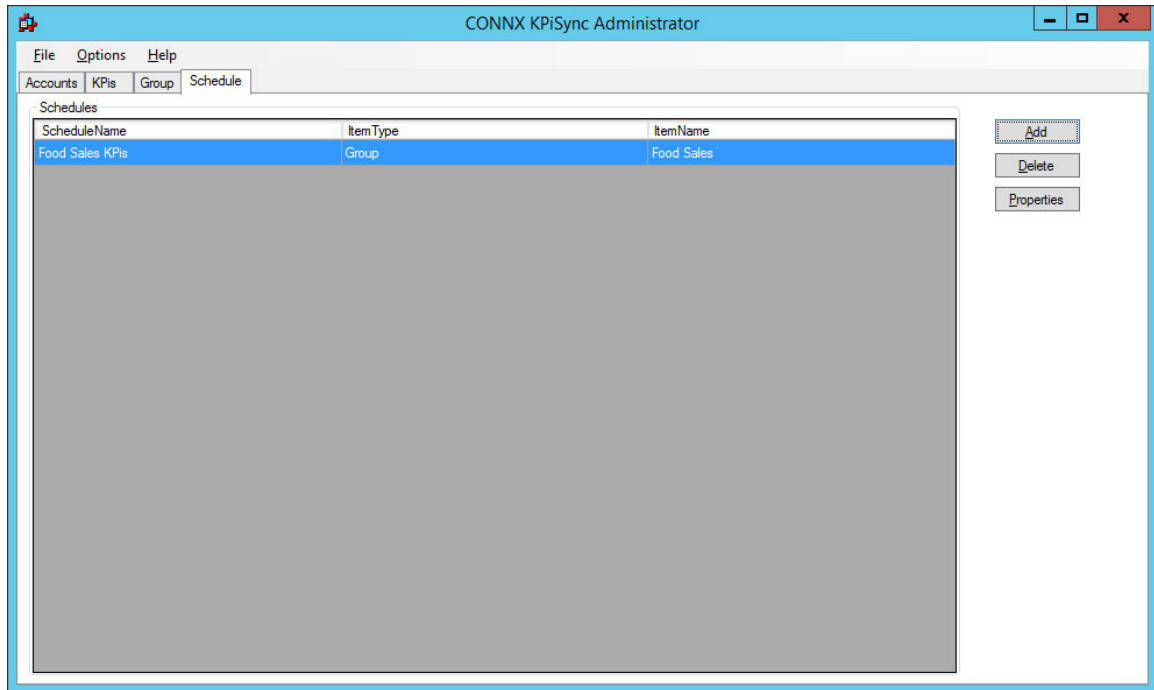 CONNX KPiSync Administrator
File Options Help
Accounts KPis Group Schedule
Schedules
ScheduleName ItemType ItemName
Food Sales KPis Group Food Sales
Add
Delete
Properties